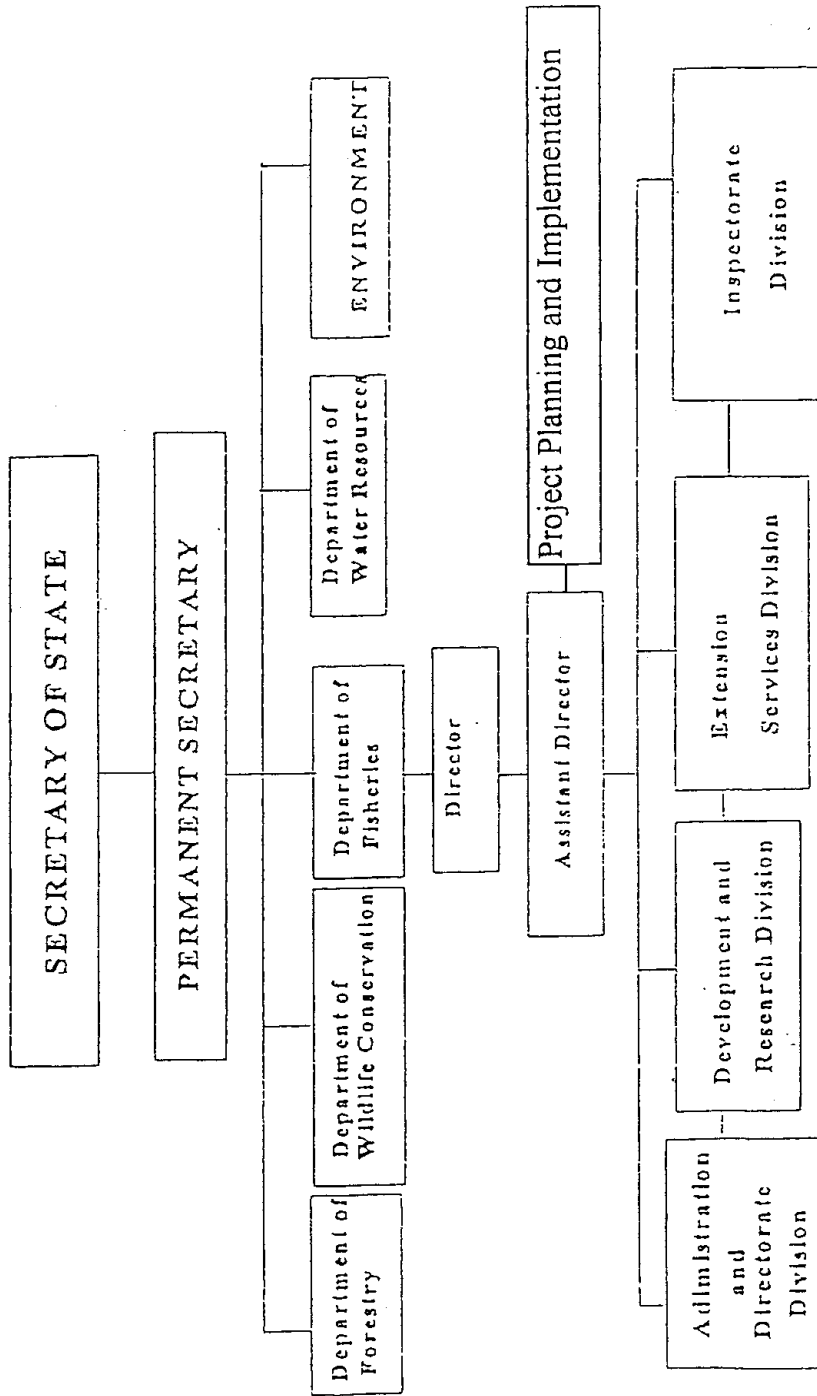 SECRETARY OF STATE
PERMANENT SECRETARY
Department of
Forestry
Department of
Wildlife Conservation
Department of
Fisheries
Department of
Water Resources
ENVIRONMENT
Director
Assistant Director
Project Planning and Implementation
Administration
and
Directorate
Division
Development and
Research Division
Extension
Services Division
Inspectorate
Division